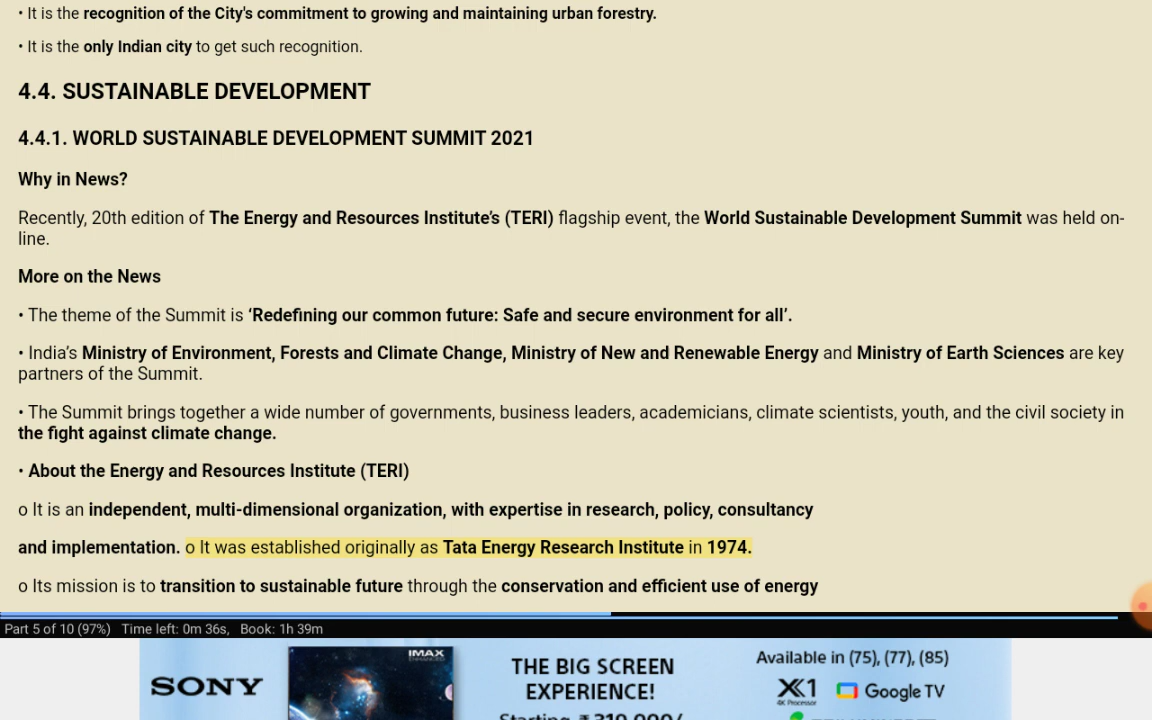 • It is the recognition of the City's commitment to growing and maintaining urban forestry.
• It is the only Indian city to get such recognition.
4.4. SUSTAINABLE DEVELOPMENT
4.4.1. WORLD SUSTAINABLE DEVELOPMENT SUMMIT 2021
Why in News?
Recently, 20th edition of The Energy and Resources Institute’s (TERI) flagship event, the World Sustainable Development Summit was held on-
line.
More on the News
• The theme of the Summit is ‘Redefining our common future: Safe and secure environment for all’.
• India’s Ministry of Environment, Forests and Climate Change, Ministry of New and Renewable Energy and Ministry of Earth Sciences are key
partners of the Summit.
• The Summit brings together a wide number of governments, business leaders, academicians, climate scientists, youth, and the civil society in
the fight against climate change.
• About the Energy and Resources Institute (TERI)
o It is an independent, multi-dimensional organization, with expertise in research, policy, consultancy
and implementation. o It was established originally as Tata Energy Research Institute in 1974.
o Its mission is to transition to sustainable future through the conservation and efficient use of energy
Part 5 of 10 (97%) Time left: 0m 36s, Book: 1h 39m
SONY
IMAX
ENHANCED
THE BIG SCREEN
EXPERIENCE!
Starting ₹319,000/
Available in (75), (77), (85)
X1
4K Processor
Google TV